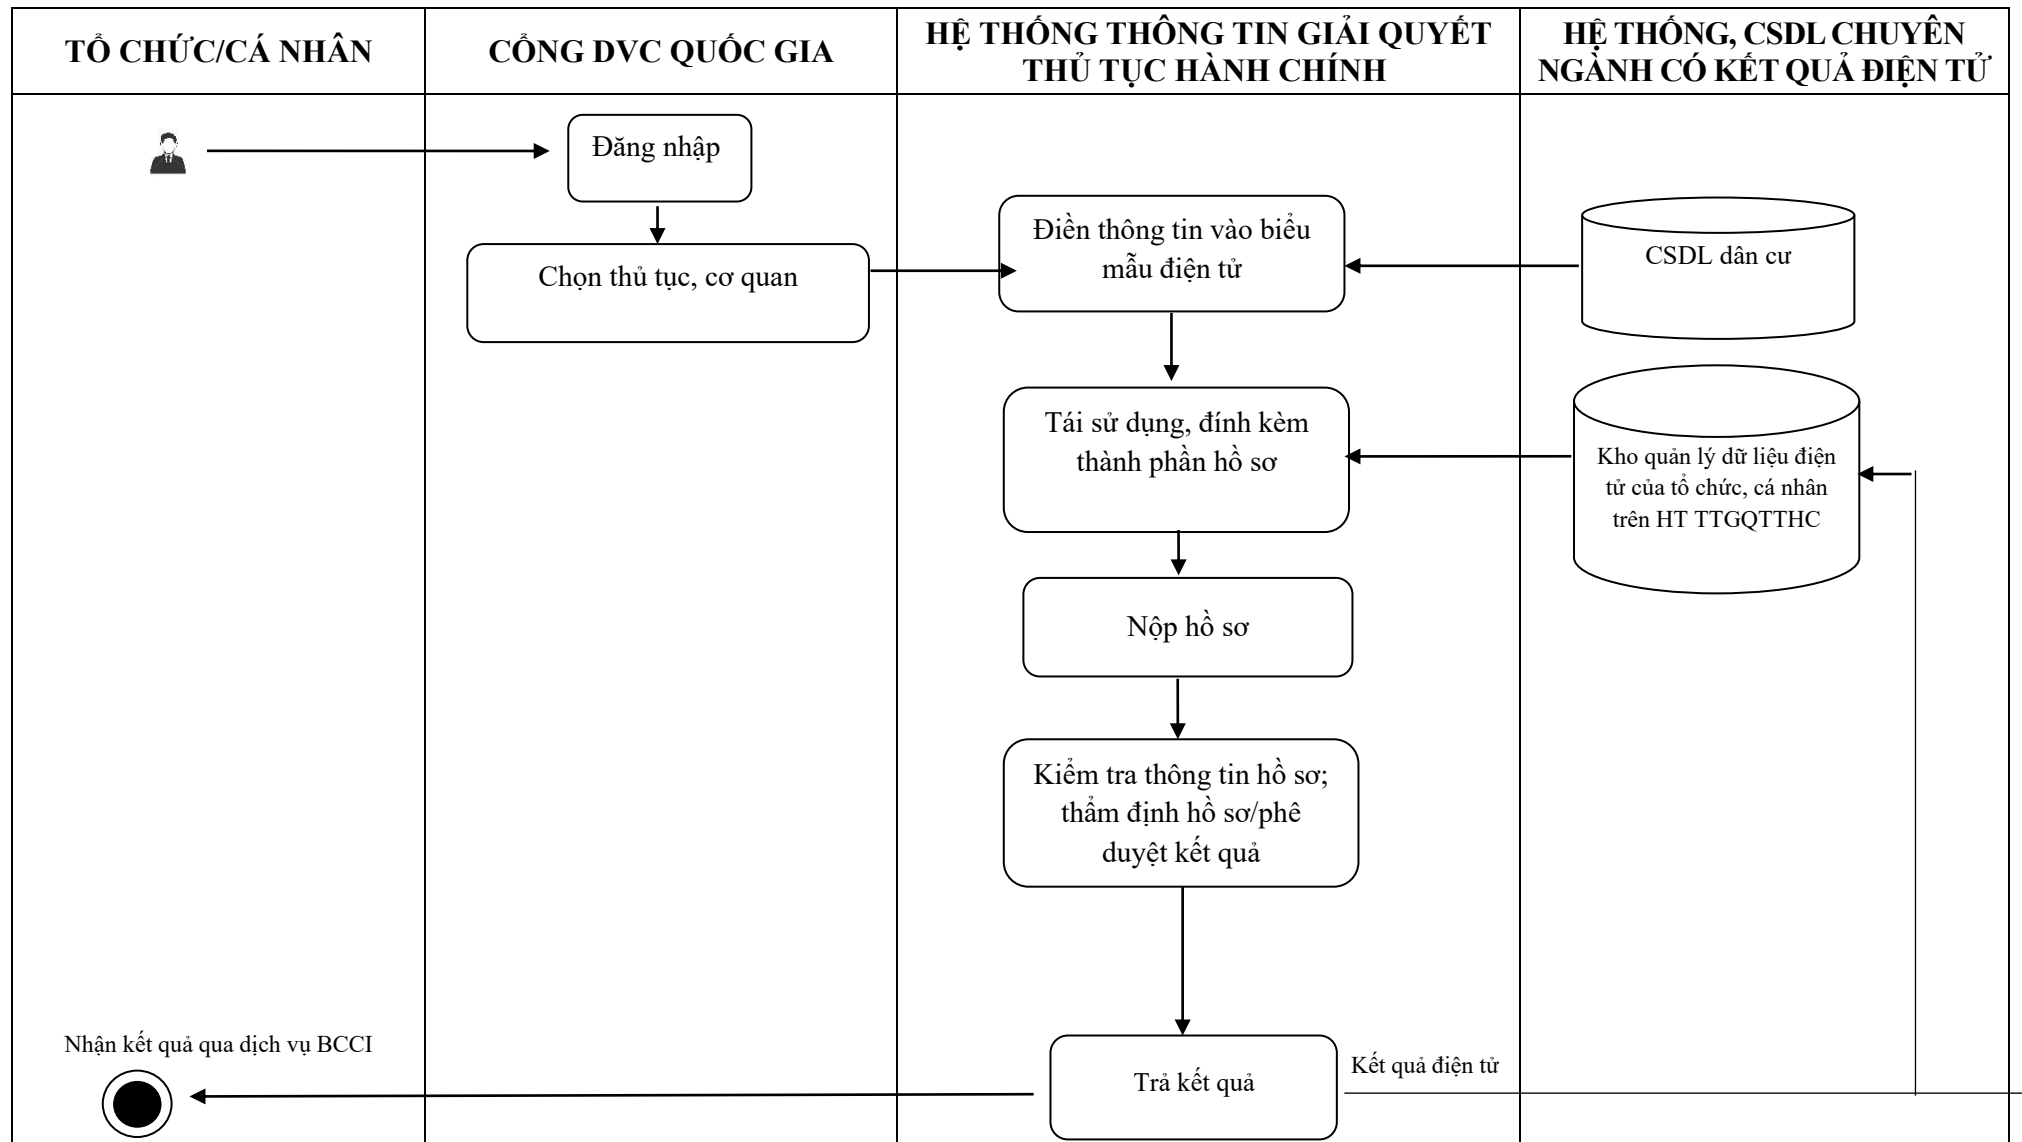 TỔ CHỨC/CÁ NHÂN
CỔNG DVC QUỐC GIA
HỆ THỐNG THÔNG TIN GIẢI QUYẾT
THỦ TỤC HÀNH CHÍNH
HỆ THỐNG, CSDL CHUYÊN
NGÀNH CÓ KẾT QUẢ ĐIỆN TỬ
Đăng nhập
Chọn thủ tục, cơ quan
Điền thông tin vào biểu
mẫu điện tử
CSDL dân cư
Tái sử dụng, đính kèm
thành phần hồ sơ
Kho quản lý dữ liệu điện
tử của tổ chức, cá nhân
trên HT TTGQTTHC
Nộp hồ sơ
Kiểm tra thông tin hồ sơ;
thẩm định hồ sơ/phê
duyệt kết quả
Nhận kết quả qua dịch vụ BCCI
Trả kết quả
Kết quả điện tử